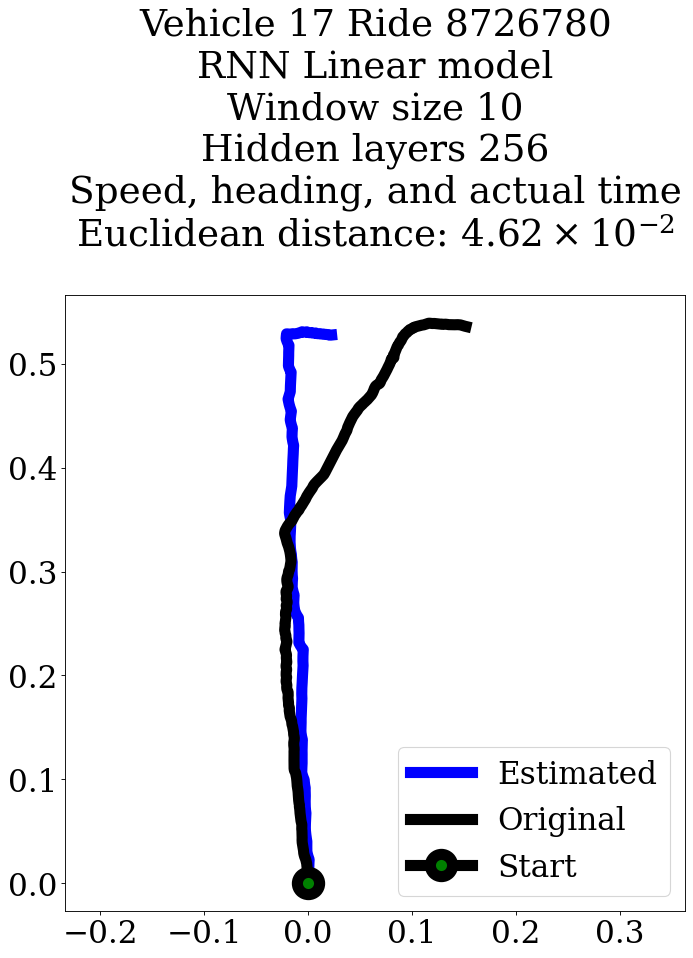 Vehicle 17 Ride 8726780
RNN Linear model
Window size 10
Hidden layers 256
Speed, heading, and actual time
Euclidean distance: 4.62 × 10⁻²
0.5
0.4
0.3
0.2
0.1
0.0
Estimated
Original
Start
−0.2 −0.1 0.0 0.1 0.2 0.3